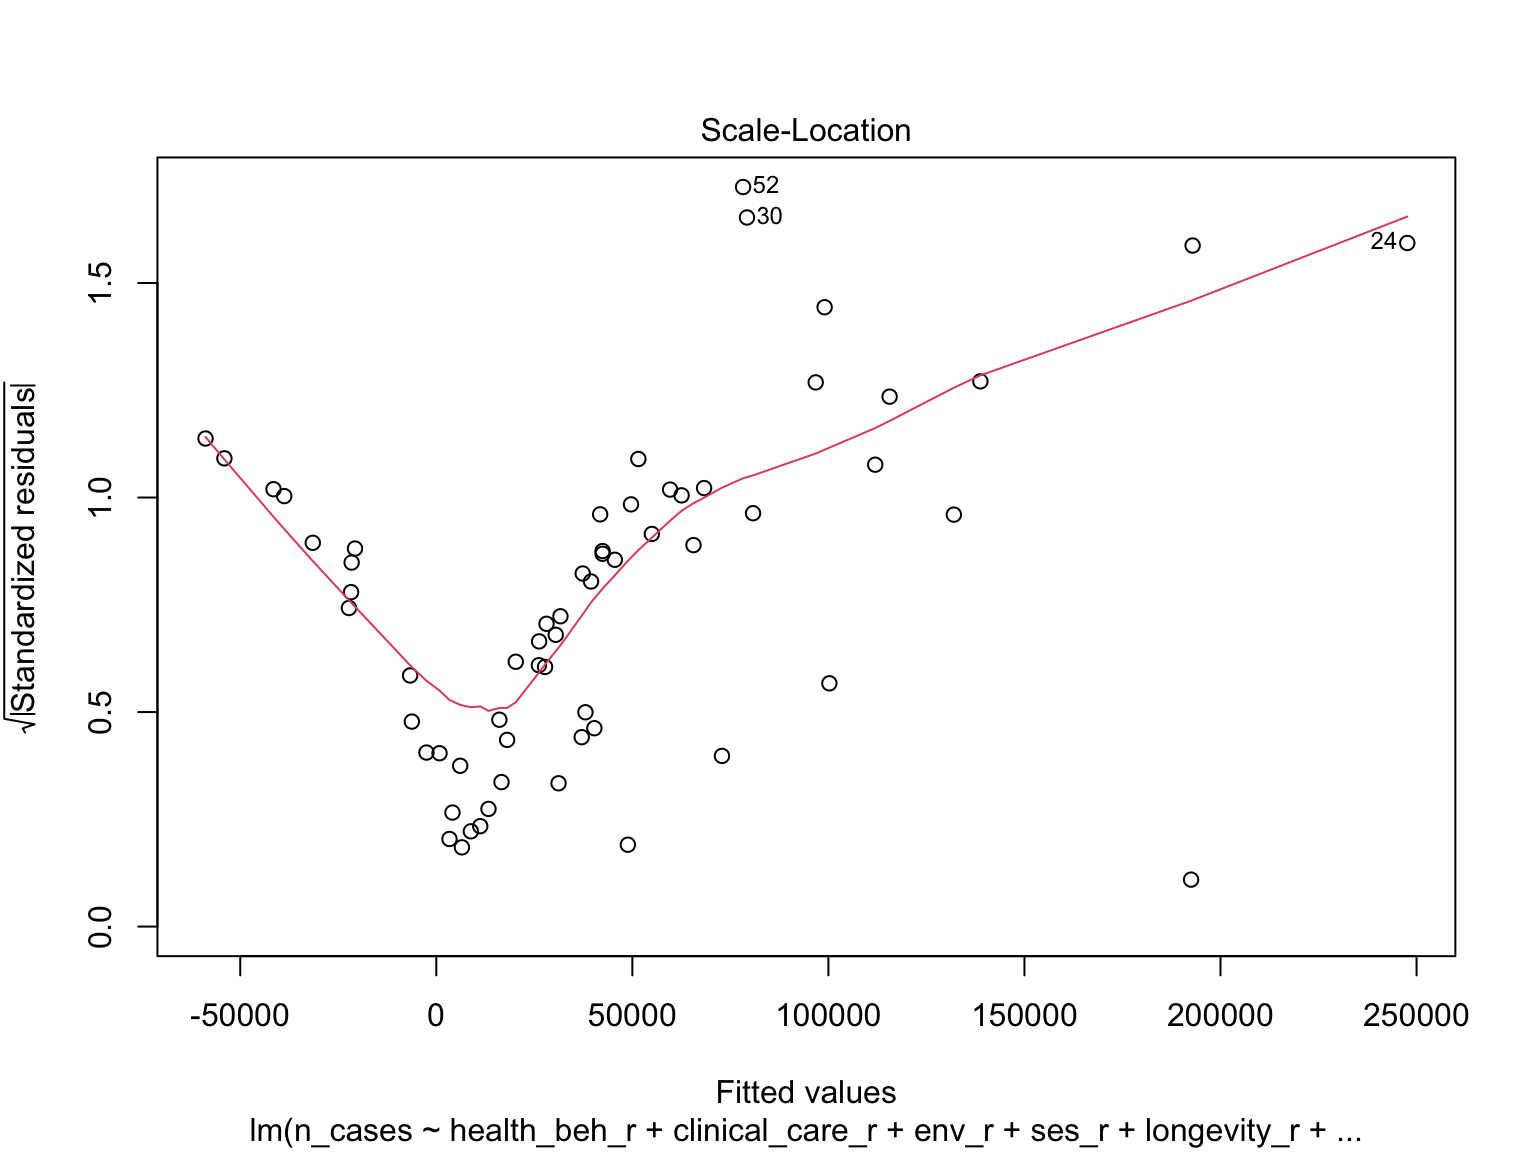 Scale-Location
52
30
24
√|Standardized residuals|
1.5
1.0
0.5
0.0
-50000 0 50000 100000 150000 200000 250000
Fitted values
lm(n_cases ~ health_beh_r + clinical_care_r + env_r + ses_r + longevity_r + ...